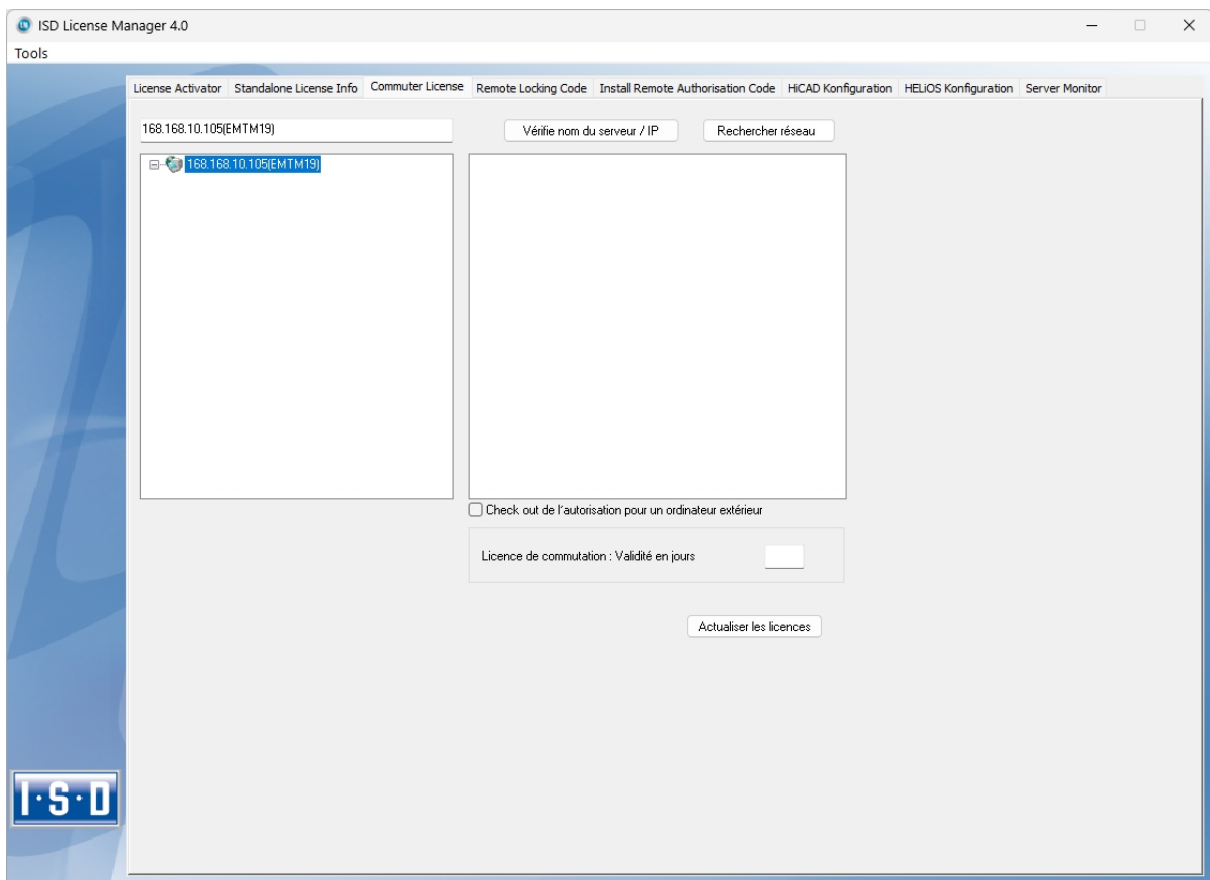 ISD License Manager 4.0
Tools
License Activator Standalone License Info Commuter License Remote Locking Code Install Remote Authorisation Code HiCAD Konfiguration HELiOS Konfiguration Server Monitor
168.168.10.105(EMTM19) Vérifie nom du serveur / IP Rechercher réseau
168.168.10.105(EMTM19)
Check out de l'autorisation pour un ordinateur extérieur
Licence de commutation : Validité en jours
Actualiser les licences
I·S·D